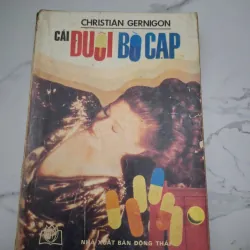 CHRISTIAN GERNIGON
CÁI ĐUÔI BỌ CẠP
NHÀ XUẤT BẢN ĐỒNG THÁP